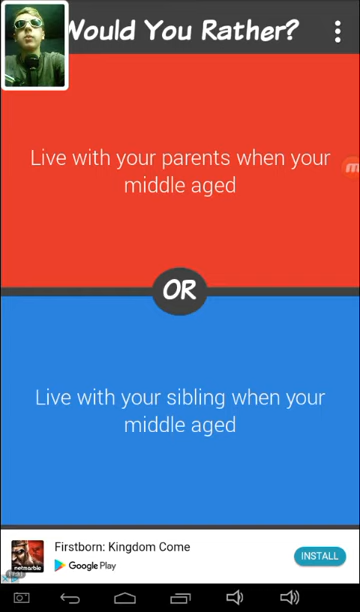 Would You Rather?
Live with your parents when your
middle aged
OR
Live with your sibling when your
middle aged
Firstborn: Kingdom Come
netmarble
Google Play
INSTALL